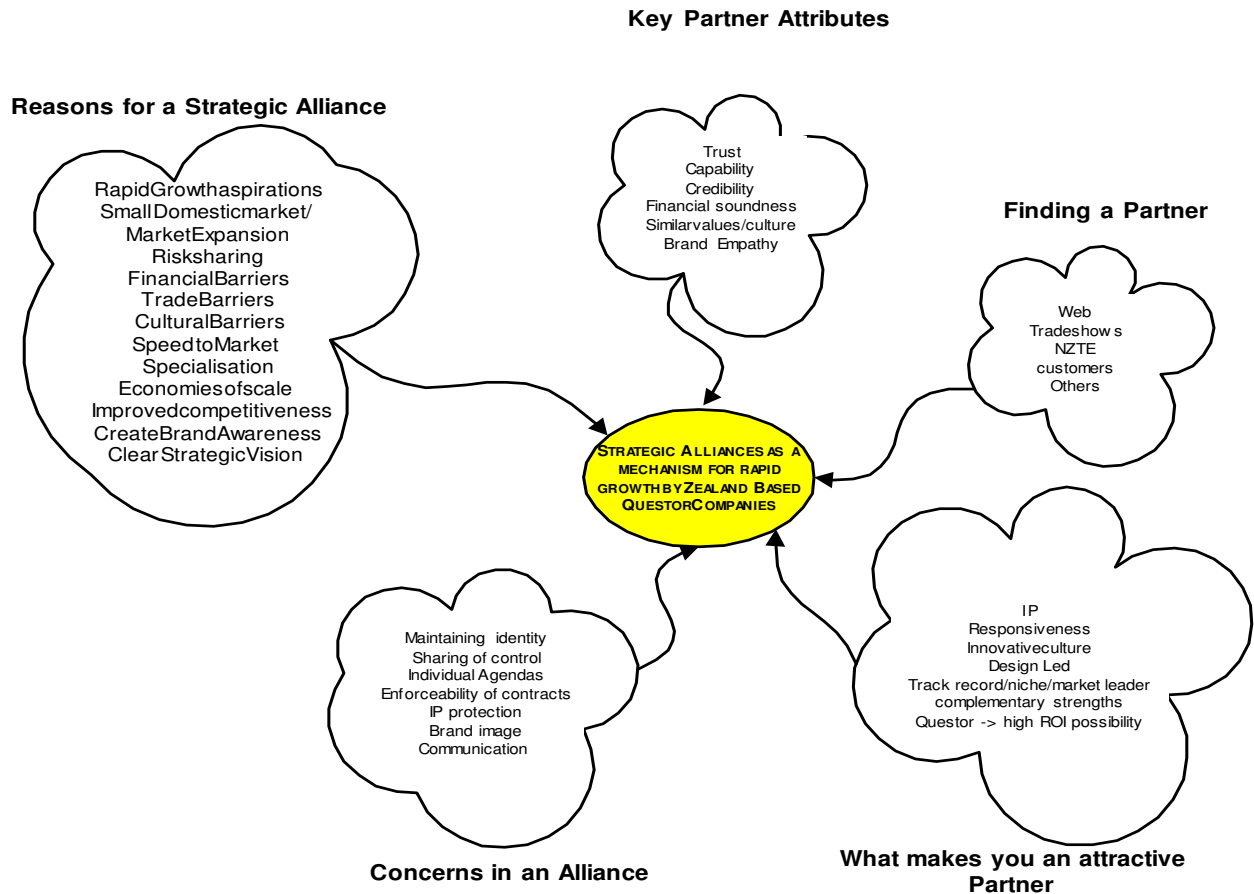 Key Partner Attributes
Reasons for a Strategic Alliance
RapidGrowthaspirations
SmallDomesticmarket/
MarketExpansion
Risksharing
FinancialBarriers
TradeBarriers
CulturalBarriers
SpeedtoMarket
Specialisation
Economiesofscale
Improvedcompetitiveness
CreateBrandAwareness
ClearStrategicVision
Trust
Capability
Credibility
Financial soundness
Similarvalues/culture
Brand Empathy
Finding a Partner
Web
Tradeshow s
NZTE
customers
Others
STRATEGIC ALLIANCES AS A
MECHANISM FOR RAPID
GROWTHBYZEALAND BASED
QUESTORCOMPANIES
Maintaining identity
Sharing of control
Individual Agendas
Enforceability of contracts
IP protection
Brand image
Communication
Concerns in an Alliance
IP
Responsiveness
Innovativeculture
Design Led
Track record/niche/market leader
complementary strengths
Questor -> high ROI possibility
What makes you an attractive
Partner